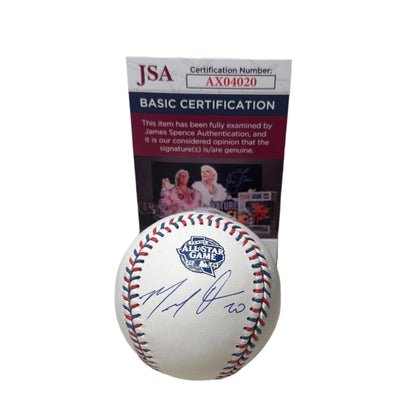 JSA
Certification Number:
AX04020
BASIC CERTIFICATION
This item has been fully examined by
James Spence Authentication, and
it is our considered opinion that the
signature(s) is/are genuine.
ALL-STAR
GAME
20